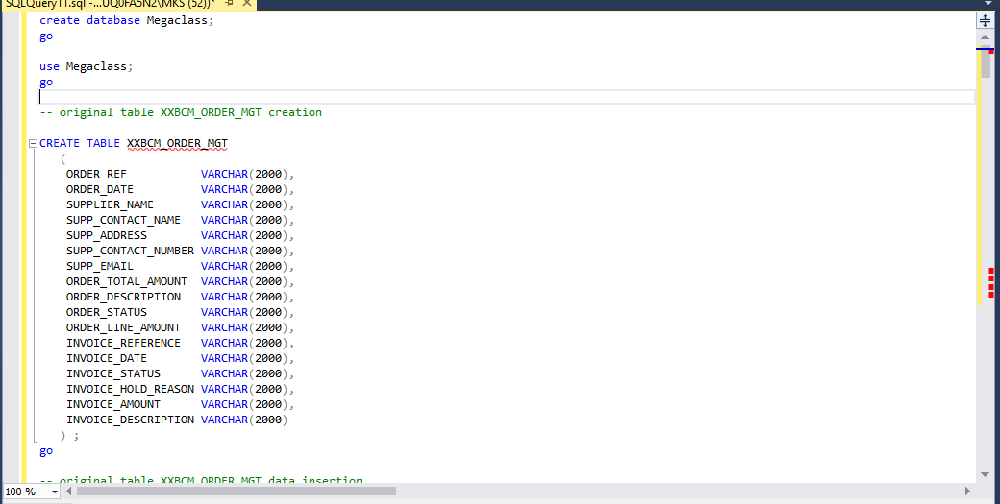 SQLQuery11.sql -...UQ0FA5N2\MKS (52))*
create database Megaclass;
go
use Megaclass;
go
-- original table XXBCM_ORDER_MGT creation
CREATE TABLE XXBCM_ORDER_MGT
(
ORDER_REF VARCHAR(2000),
ORDER_DATE VARCHAR(2000),
SUPPLIER_NAME VARCHAR(2000),
SUPP_CONTACT_NAME VARCHAR(2000),
SUPP_ADDRESS VARCHAR(2000),
SUPP_CONTACT_NUMBER VARCHAR(2000),
SUPP_EMAIL VARCHAR(2000),
ORDER_TOTAL_AMOUNT VARCHAR(2000),
ORDER_DESCRIPTION VARCHAR(2000),
ORDER_STATUS VARCHAR(2000),
ORDER_LINE_AMOUNT VARCHAR(2000),
INVOICE_REFERENCE VARCHAR(2000),
INVOICE_DATE VARCHAR(2000),
INVOICE_STATUS VARCHAR(2000),
INVOICE_HOLD_REASON VARCHAR(2000),
INVOICE_AMOUNT VARCHAR(2000),
INVOICE_DESCRIPTION VARCHAR(2000)
) ;
go
-- original table XXBCM_ORDER_MGT data insertion
100 %